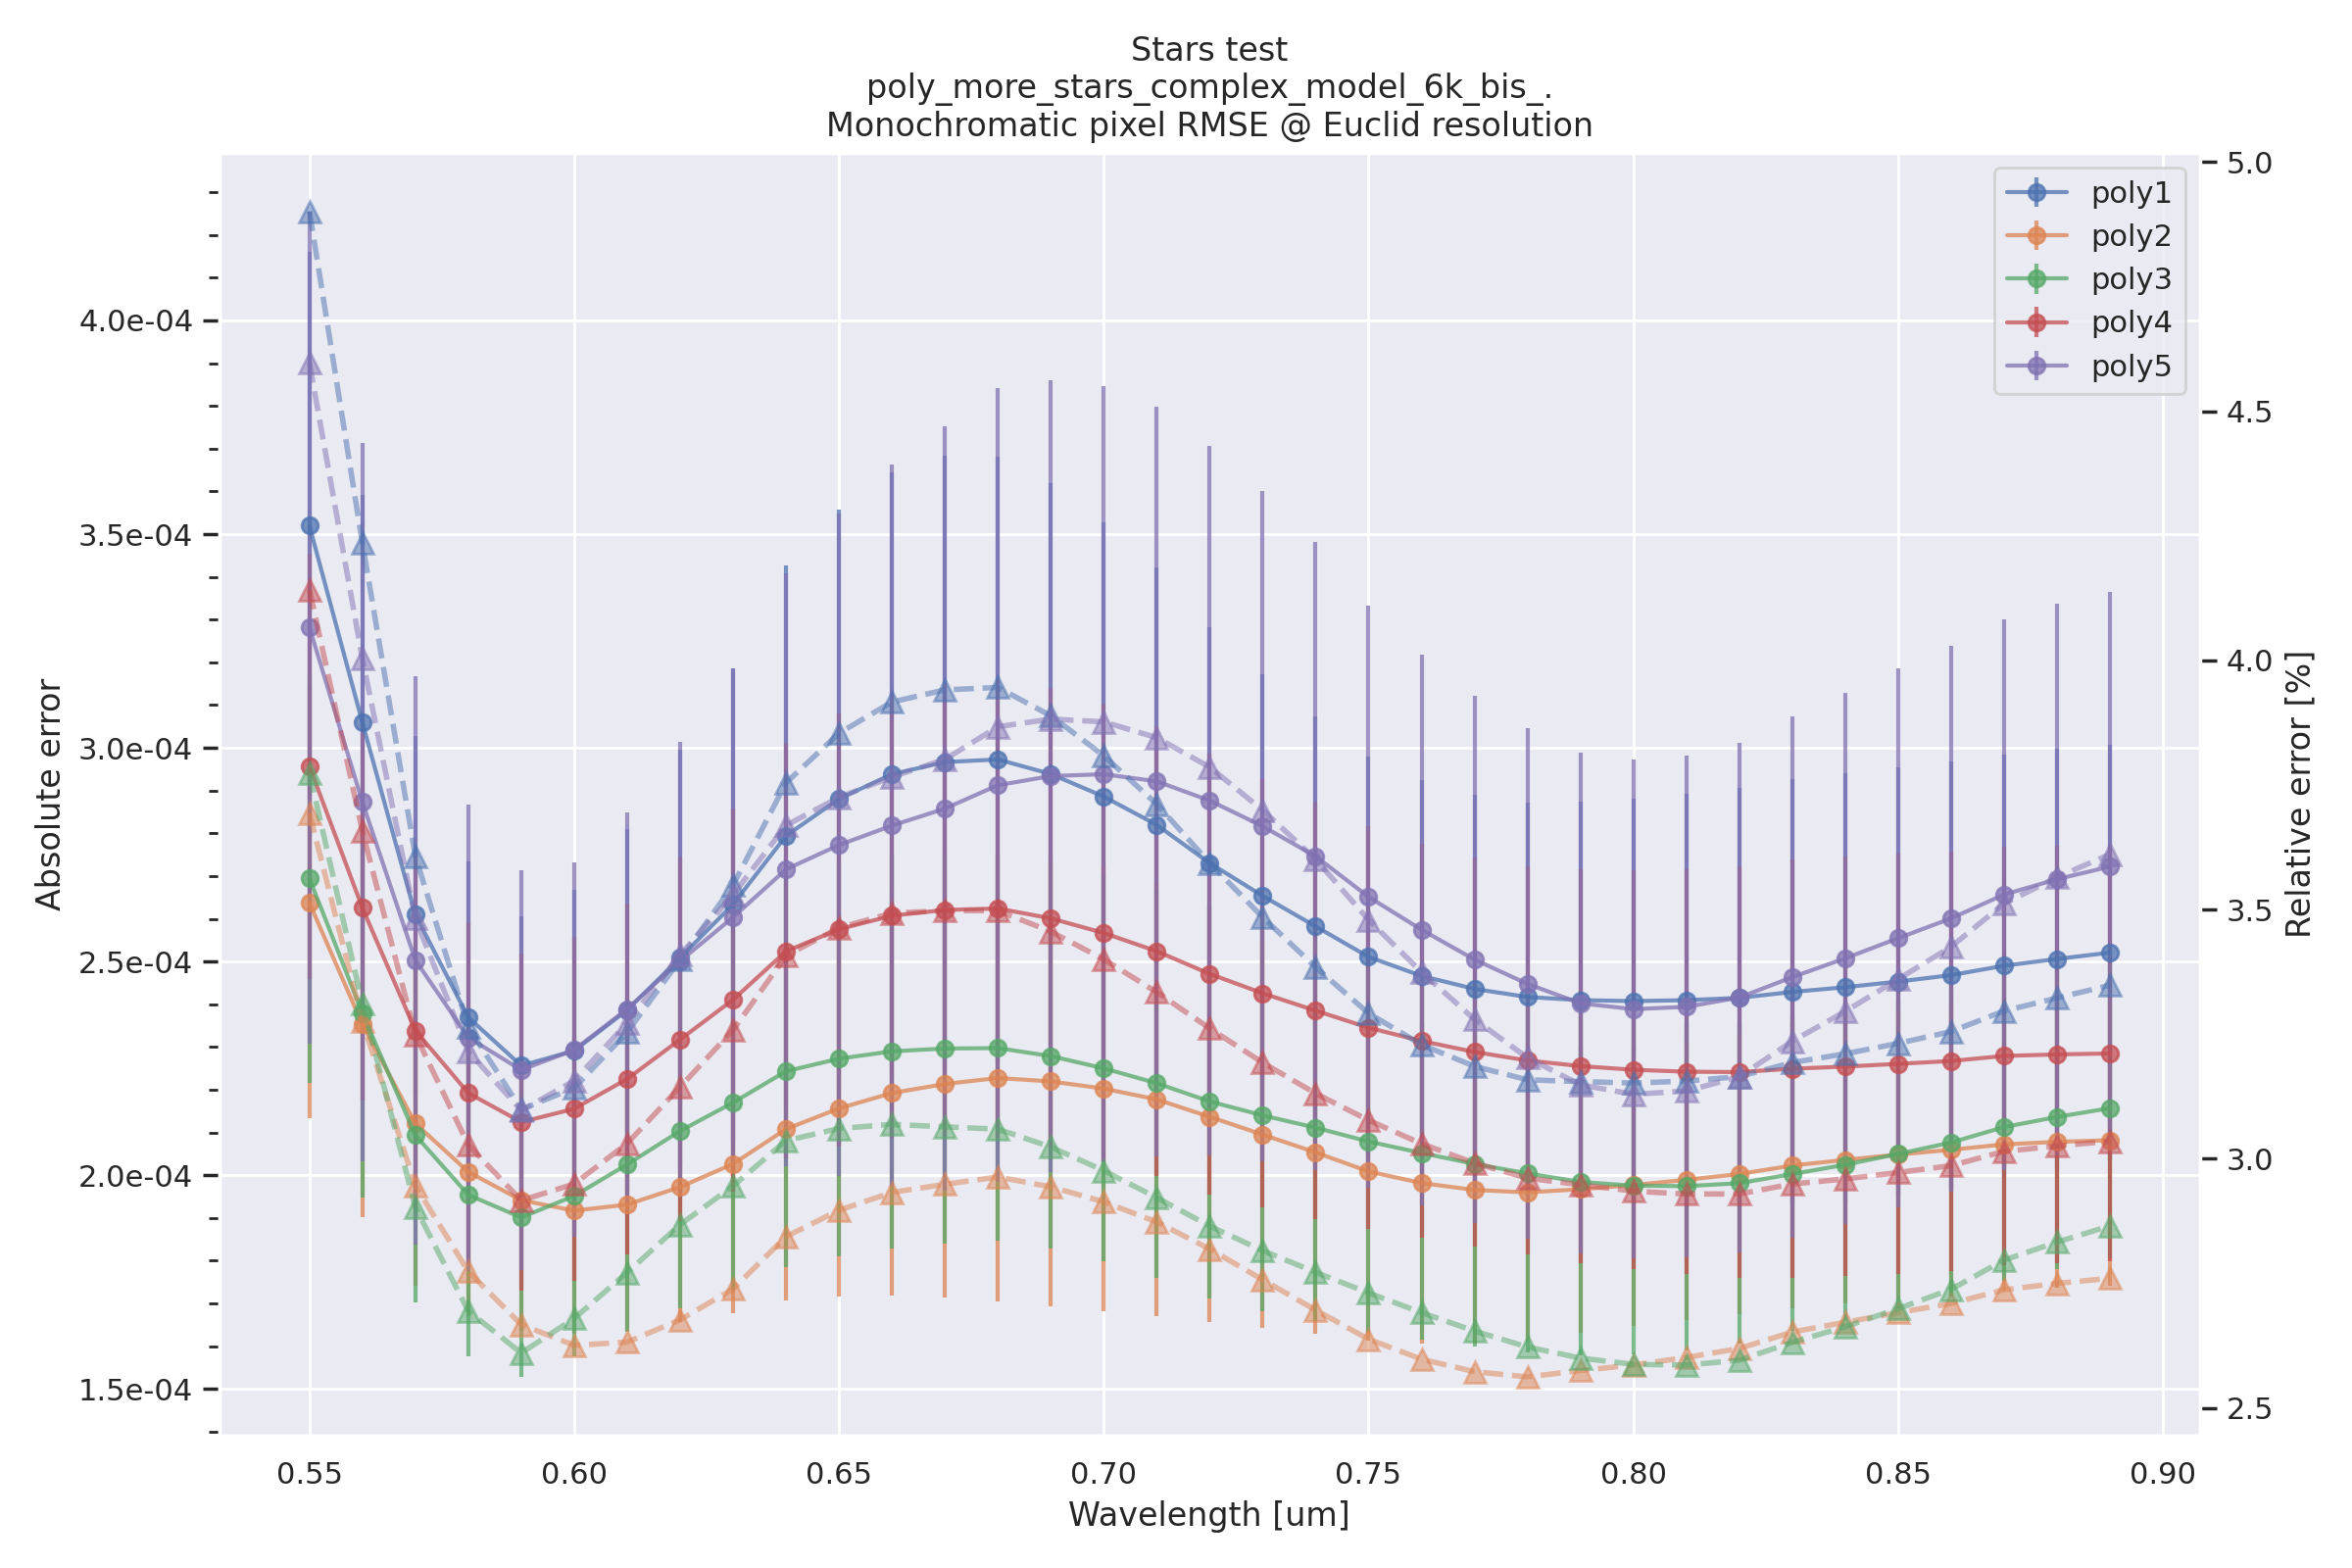 Stars test
poly_more_stars_complex_model_6k_bis_.
Monochromatic pixel RMSE @ Euclid resolution
Absolute error
4.0e-04
3.5e-04
3.0e-04
2.5e-04
2.0e-04
1.5e-04
poly1
poly2
poly3
poly4
poly5
5.0
4.5
4.0
3.5
3.0
2.5
Relative error [%]
0.55 0.60 0.65 0.70 0.75 0.80 0.85 0.90
Wavelength [um]